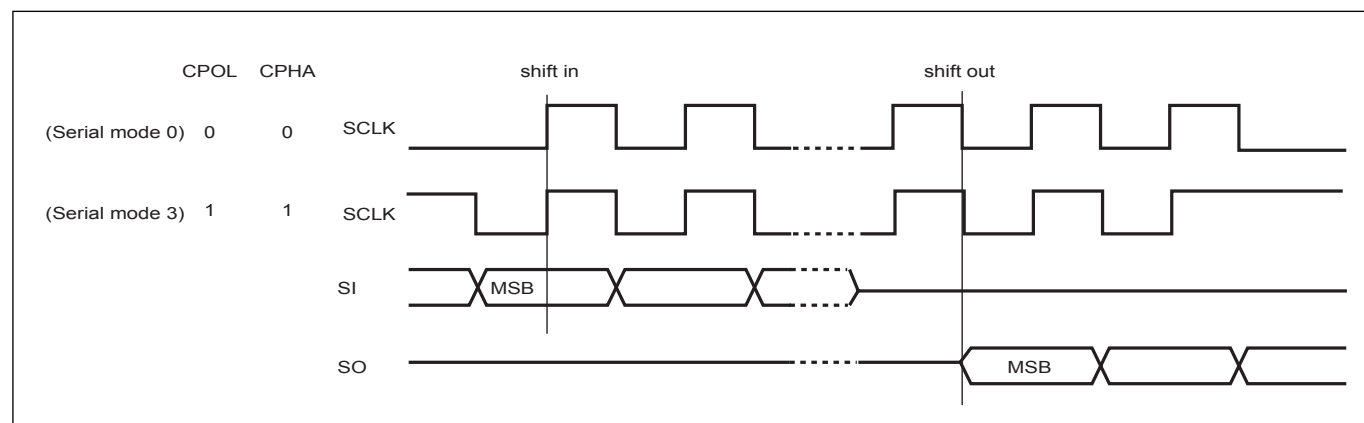 CPOL CPHA shift in shift out
(Serial mode 0) 0 0 SCLK
(Serial mode 3) 1 1 SCLK
SI MSB
SO MSB